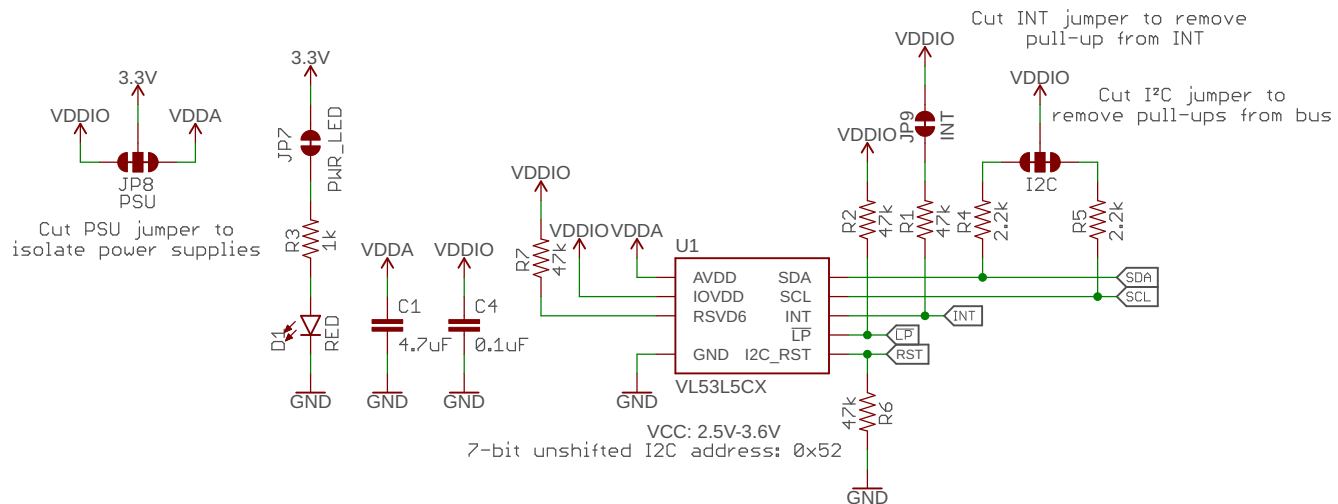 Cut INT jumper to remove
pull-up from INT
VDDIO
VDDIO
Cut I²C jumper to
remove pull-ups from bus
JP9
INT
I2C
VDDIO
R2
47k
R1
47k
R4
2.2k
R5
2.2k
3.3V
VDDIO
VDDA
JP8
PSU
Cut PSU jumper to
isolate power supplies
3.3V
JP7
PWR_LED
R3
1k
D1
RED
GND
VDDA
C1
4.7uF
GND
VDDIO
C4
0.1uF
GND
VDDIO
R7
47k
VDDIO
VDDA
U1
AVDD
IOVDD
RSVD6
GND
SDA
SCL
INT
LP
I2C_RST
VL53L5CX
GND
SDA
SCL
INT
LP
RST
47k
R6
GND
VCC: 2.5V-3.6V
7-bit unshifted I2C address: 0x52